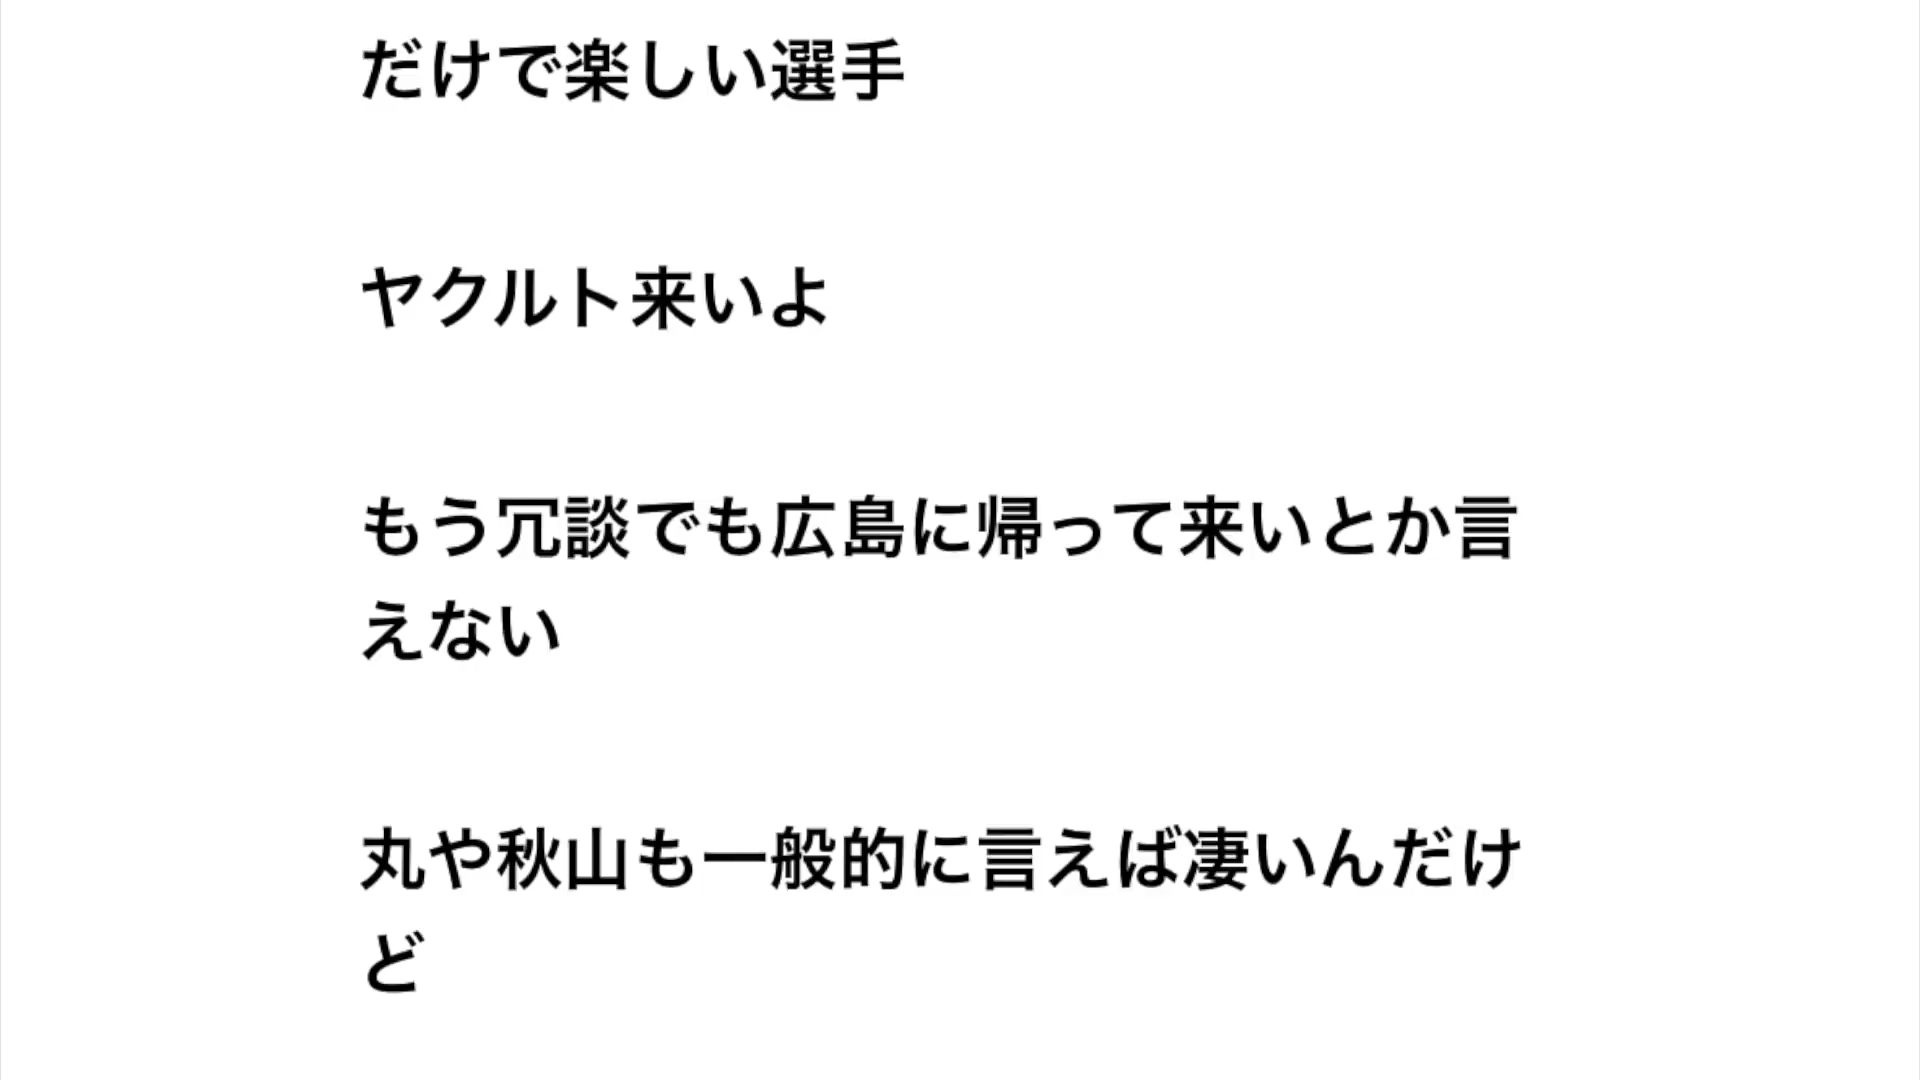 だけで楽しい選手
ヤクルト来いよ
もう冗談でも広島に帰って来いとか言
えない
丸や秋山も一般的に言えば凄いんだけ
ど